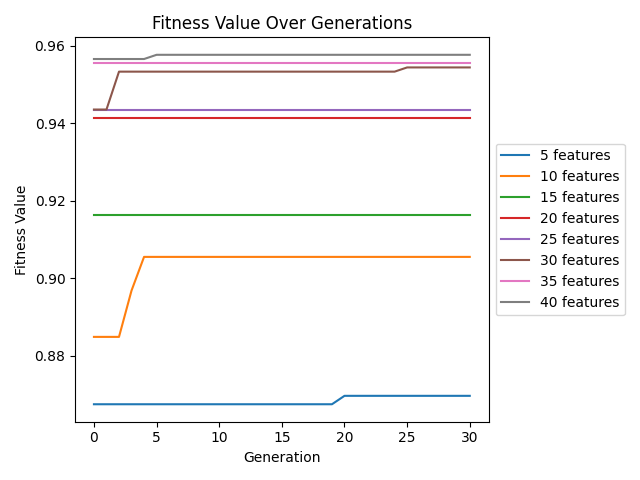 Fitness Value Over Generations
0.96
0.94
0.92
0.90
0.88
Fitness Value
0 5 10 15 20 25 30
Generation
5 features
10 features
15 features
20 features
25 features
30 features
35 features
40 features